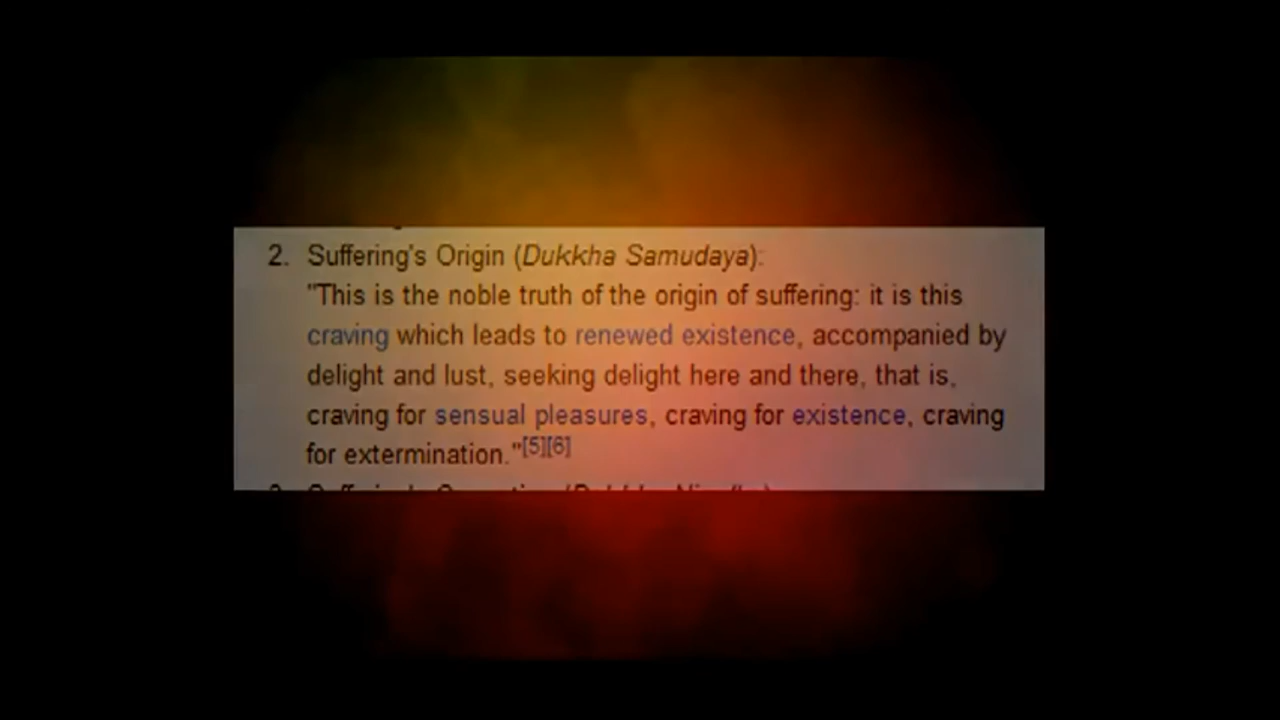 2. Suffering's Origin (Dukkha Samudaya):
"This is the noble truth of the origin of suffering: it is this
craving which leads to renewed existence, accompanied by
delight and lust, seeking delight here and there, that is,
craving for sensual pleasures, craving for existence, craving
for extermination."[5][6]